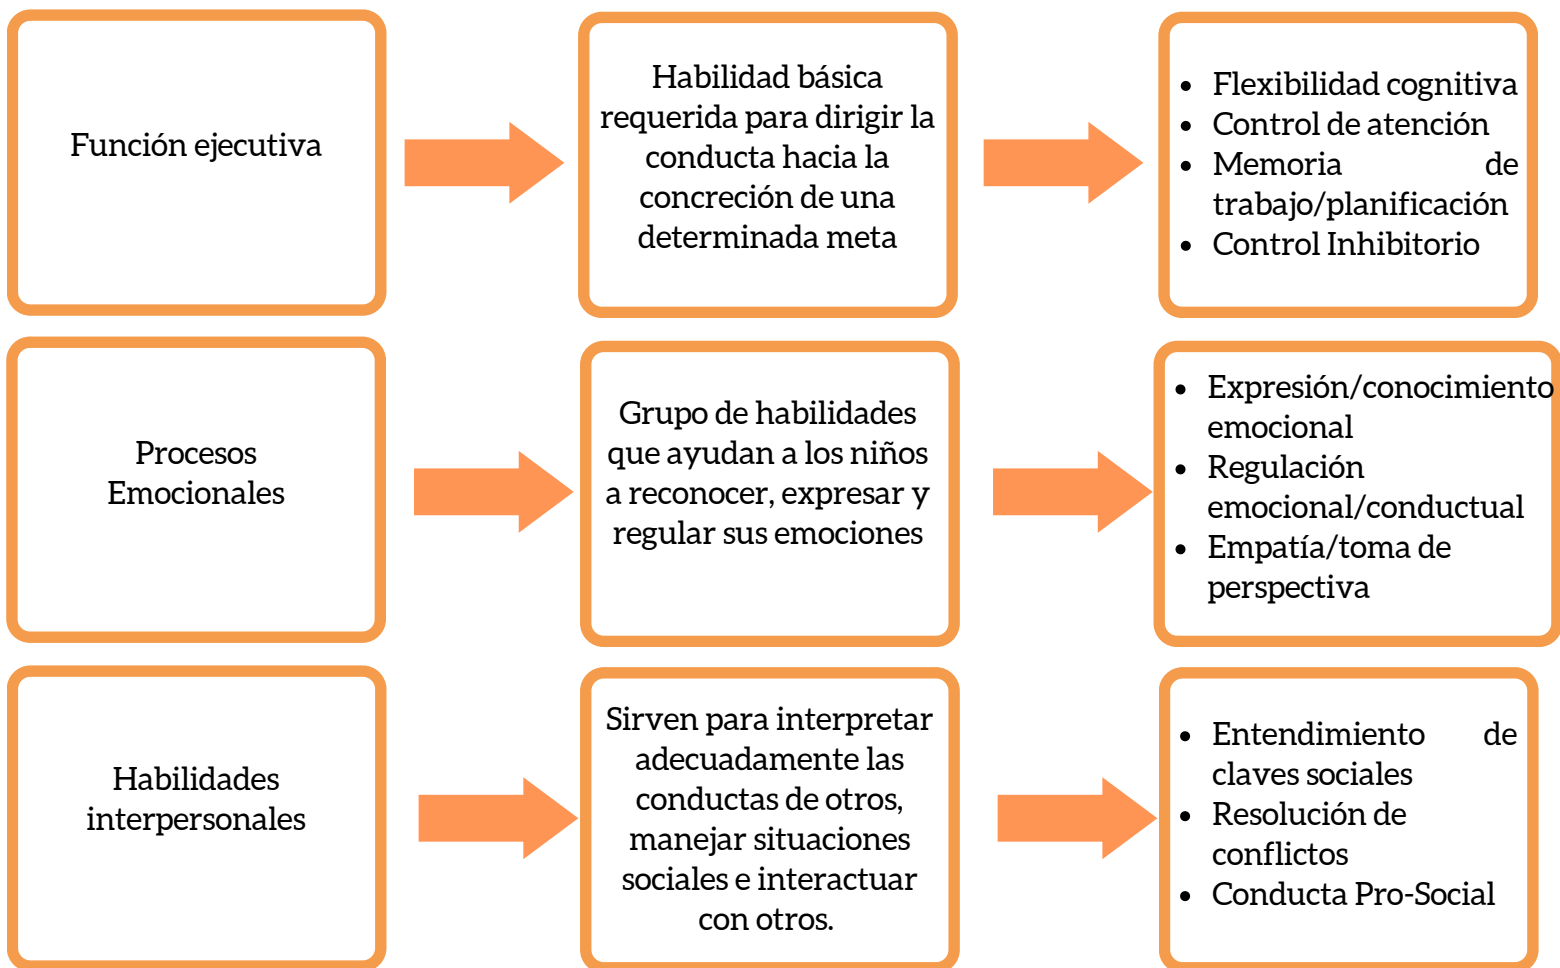 Función ejecutiva
Habilidad básica
requerida para dirigir la
conducta hacia la
concreción de una
determinada meta
• Flexibilidad cognitiva
• Control de atención
• Memoria de
trabajo/planificación
• Control Inhibitorio
Procesos
Emocionales
Grupo de habilidades
que ayudan a los niños
a reconocer, expresar y
regular sus emociones
• Expresión/conocimiento
emocional
• Regulación
emocional/conductual
• Empatía/toma de
perspectiva
Habilidades
interpersonales
Sirven para interpretar
adecuadamente las
conductas de otros,
manejar situaciones
sociales e interactuar
con otros.
• Entendimiento de
claves sociales
• Resolución de
conflictos
• Conducta Pro-Social